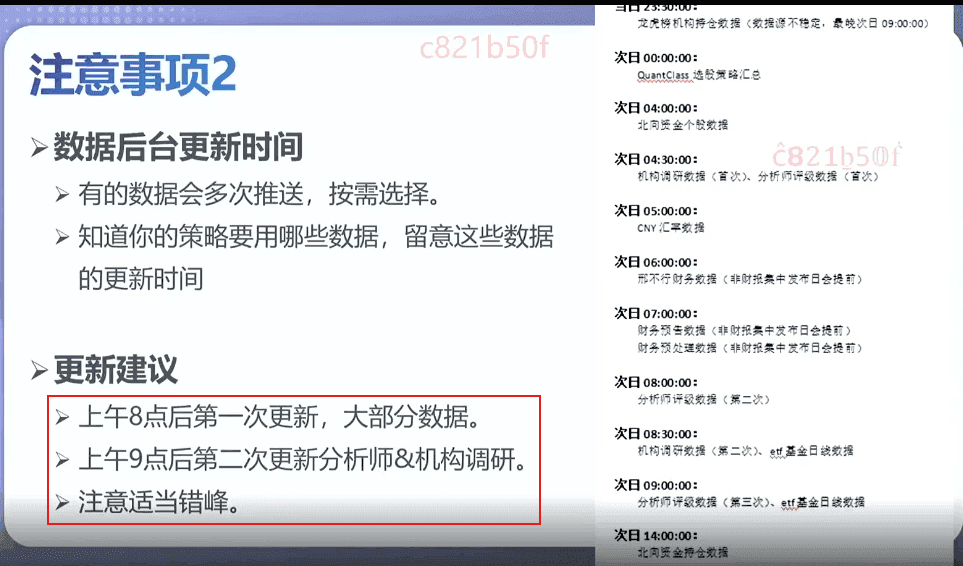 注意事项2
c821b50f
➢数据后台更新时间
➢有的数据会多次推送，按需选择。
➢知道你的策略要用哪些数据，留意这些数据
的更新时间
➢更新建议
➢上午8点后第一次更新，大部分数据。
➢上午9点后第二次更新分析师&机构调研。
➢注意适当错峰。
当日 23:30:00：
龙虎榜机构持仓数据（数据源不稳定，最晚次日 09:00:00）
次日 00:00:00：
QuantClass 选股策略汇总
次日 04:00:00：
北向资金个股数据
c821b50f
次日 04:30:00：
机构调研数据（首次）、分析师评级数据（首次）
次日 05:00:00：
CNY 汇率数据
次日 06:00:00：
邢不行财务数据（非财报集中发布日会提前）
次日 07:00:00：
财务预告数据（非财报集中发布日会提前）
财务预处理数据（非财报集中发布日会提前）
次日 08:00:00：
分析师评级数据（第二次）
次日 08:30:00：
机构调研数据（第二次）、etf 基金日线数据
次日 09:00:00：
分析师评级数据（第三次）、etf 基金日线数据
次日 14:00:00：
北向资金持仓数据